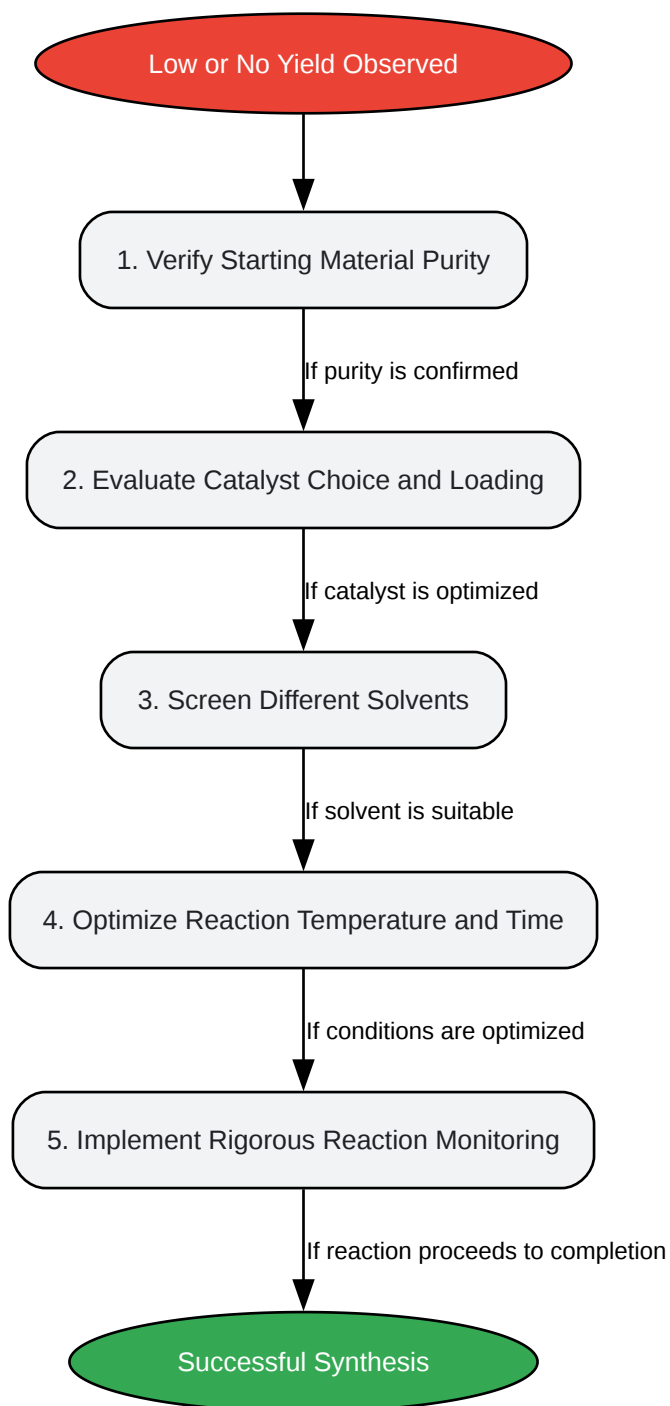 Low or No Yield Observed
1. Verify Starting Material Purity
If purity is confirmed
2. Evaluate Catalyst Choice and Loading
If catalyst is optimized
3. Screen Different Solvents
If solvent is suitable
4. Optimize Reaction Temperature and Time
If conditions are optimized
5. Implement Rigorous Reaction Monitoring
If reaction proceeds to completion
Successful Synthesis